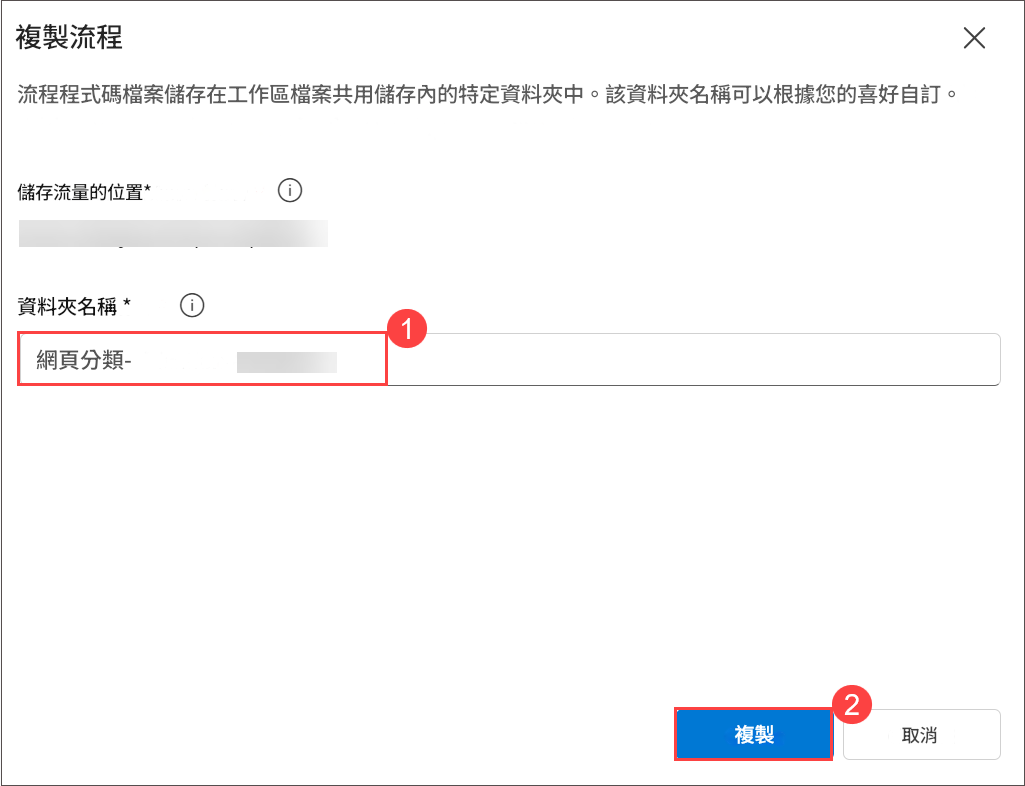 複製流程
流程程式碼檔案儲存在工作區檔案共用儲存內的特定資料夾中。該資料夾名稱可以根據您的喜好自訂。
儲存流量的位置*
資料夾名稱 *
1
網頁分類-
2
複製
取消